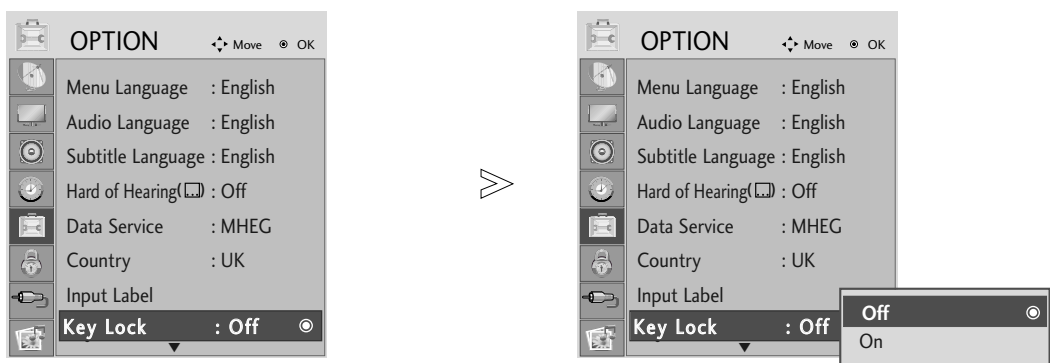 OPTION Move OK
Menu Language : English
Audio Language : English
Subtitle Language : English
Hard of Hearing( ) : Off
Data Service : MHEG
Country : UK
Input Label
Key Lock : Off
OPTION Move OK
Menu Language : English
Audio Language : English
Subtitle Language : English
Hard of Hearing( ) : Off
Data Service : MHEG
Country : UK
Input Label
Key Lock : Off
Off
On